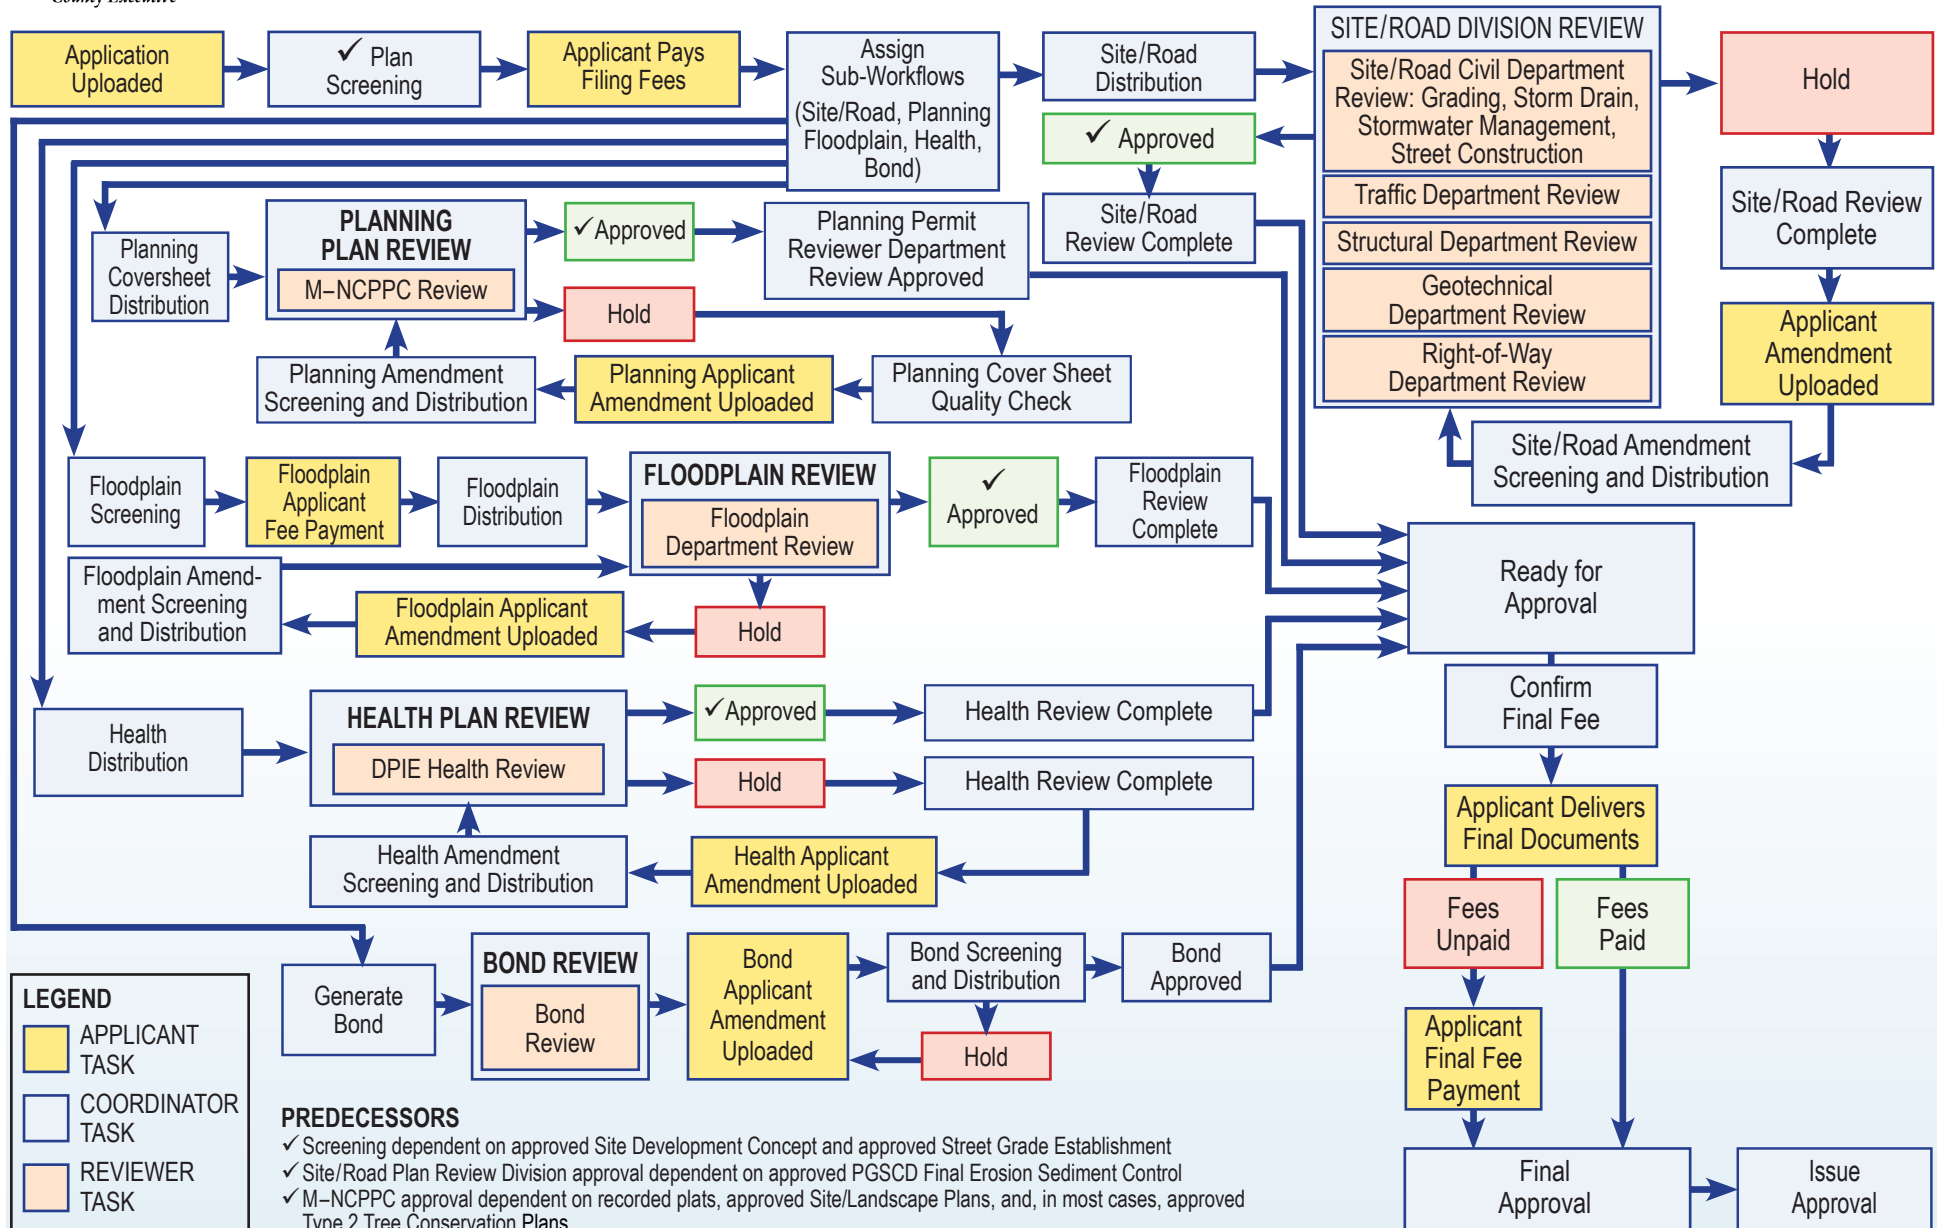 County Executive
Application
Uploaded
✓ Plan
Screening
Applicant Pays
Filing Fees
Assign
Sub-Workflows
(Site/Road, Planning
Floodplain, Health,
Bond)
Site/Road
Distribution
SITE/ROAD DIVISION REVIEW
Site/Road Civil Department
Review: Grading, Storm Drain,
Stormwater Management,
Street Construction
Traffic Department Review
Structural Department Review
Geotechnical
Department Review
Right-of-Way
Department Review
Hold
Site/Road Review
Complete
Applicant
Amendment
Uploaded
Site/Road Amendment
Screening and Distribution
✓ Approved
Site/Road
Review Complete
Planning
Coversheet
Distribution
PLANNING
PLAN REVIEW
M–NCPPC Review
✓Approved
Planning Permit
Reviewer Department
Review Approved
Hold
Planning Cover Sheet
Quality Check
Planning Applicant
Amendment Uploaded
Planning Amendment
Screening and Distribution
Floodplain
Screening
Floodplain
Applicant
Fee Payment
Floodplain
Distribution
FLOODPLAIN REVIEW
Floodplain
Department Review
✓
Approved
Floodplain
Review
Complete
Floodplain Amend-
ment Screening
and Distribution
Floodplain Applicant
Amendment Uploaded
Hold
Ready for
Approval
Health
Distribution
HEALTH PLAN REVIEW
DPIE Health Review
✓Approved
Health Review Complete
Hold
Health Review Complete
Health Amendment
Screening and Distribution
Health Applicant
Amendment Uploaded
Confirm
Final Fee
Applicant Delivers
Final Documents
Fees
Unpaid
Fees
Paid
Applicant
Final Fee
Payment
Final
Approval
Issue
Approval
Generate
Bond
BOND REVIEW
Bond
Review
Bond
Applicant
Amendment
Uploaded
Bond Screening
and Distribution
Bond
Approved
Hold
LEGEND
APPLICANT
TASK
COORDINATOR
TASK
REVIEWER
TASK
PREDECESSORS
✓ Screening dependent on approved Site Development Concept and approved Street Grade Establishment
✓ Site/Road Plan Review Division approval dependent on approved PGSCD Final Erosion Sediment Control
✓ M–NCPPC approval dependent on recorded plats, approved Site/Landscape Plans, and, in most cases, approved
Type 2 Tree Conservation Plans